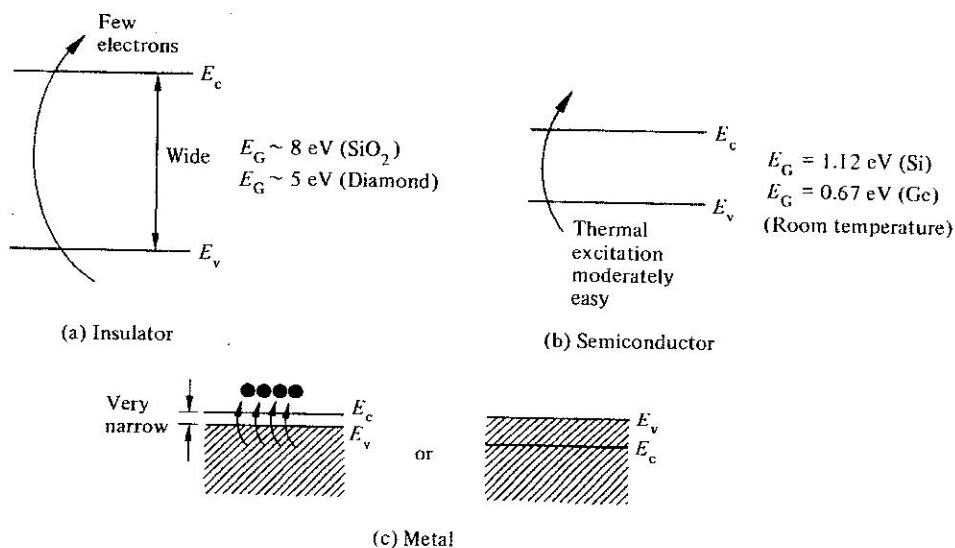 Few
electrons
E_c
Wide
E_G ~ 8 eV (SiO₂)
E_G ~ 5 eV (Diamond)
E_v
(a) Insulator
E_c
E_v
E_G = 1.12 eV (Si)
E_G = 0.67 eV (Ge)
(Room temperature)
Thermal
excitation
moderately
easy
(b) Semiconductor
Very
narrow
E_c
E_v
or
E_v
E_c
(c) Metal